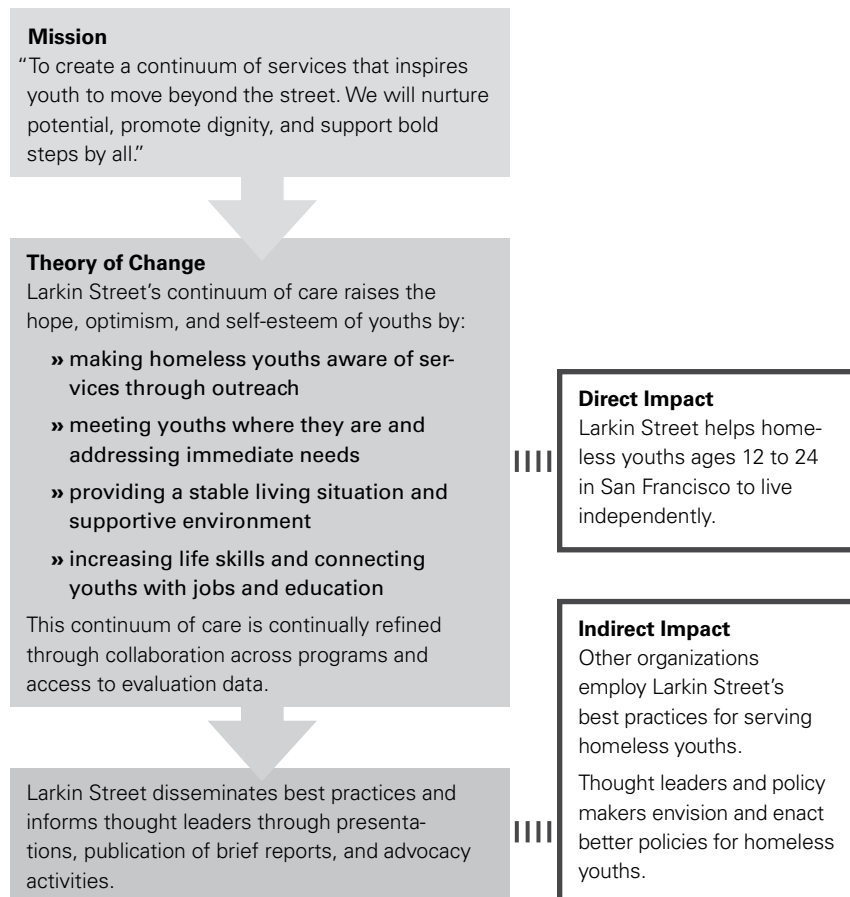 Mission
“To create a continuum of services that inspires
youth to move beyond the street. We will nurture
potential, promote dignity, and support bold
steps by all.”
Theory of Change
Larkin Street’s continuum of care raises the
hope, optimism, and self-esteem of youths by:
» making homeless youths aware of ser-
vices through outreach
» meeting youths where they are and
addressing immediate needs
» providing a stable living situation and
supportive environment
» increasing life skills and connecting
youths with jobs and education
This continuum of care is continually refined
through collaboration across programs and
access to evaluation data.
Direct Impact
Larkin Street helps home-
less youths ages 12 to 24
in San Francisco to live
independently.
Larkin Street disseminates best practices and
informs thought leaders through presenta-
tions, publication of brief reports, and advocacy
activities.
Indirect Impact
Other organizations
employ Larkin Street’s
best practices for serving
homeless youths.
Thought leaders and policy
makers envision and enact
better policies for homeless
youths.